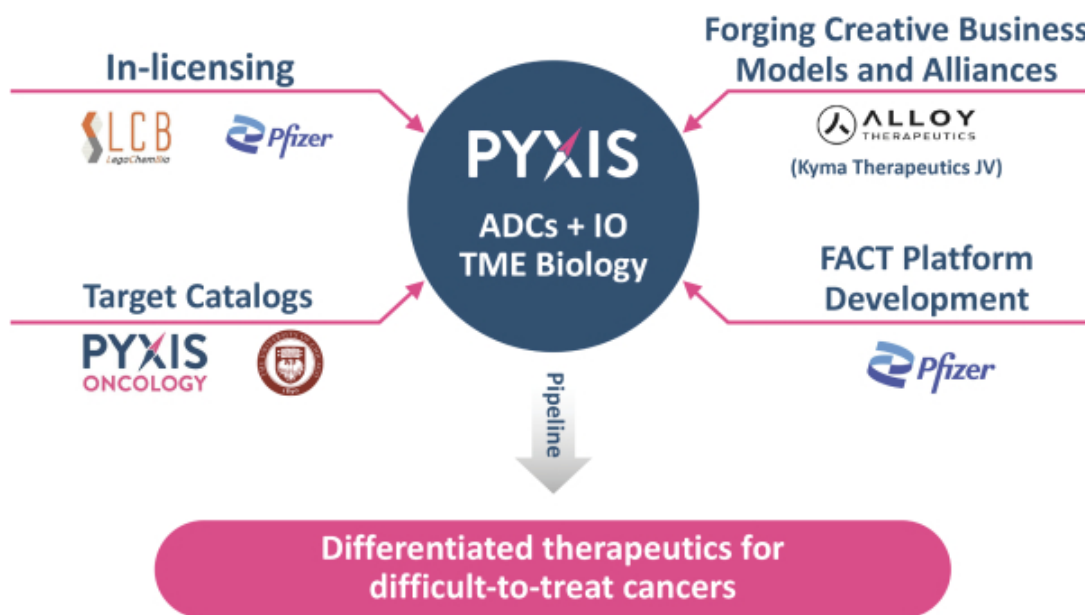 In-licensing
LCB
LegoChemBio
Pfizer
Target Catalogs
PYXIS
ONCOLOGY
PYXIS
ADCs + IO
TME Biology
Forging Creative Business
Models and Alliances
ALLOY
THERAPEUTICS
(Kyma Therapeutics JV)
FACT Platform
Development
Pfizer
Pipeline
Differentiated therapeutics for
difficult-to-treat cancers